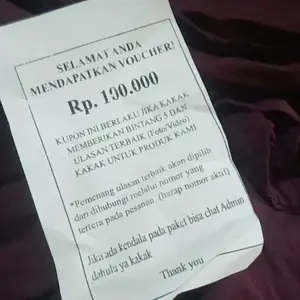 SELAMAT ANDA
MENDAPATKAN VOUCHER!
Rp. 100.000
KUPON INI BERLAKU JIKA KAKAK
MEMBERIKAN BINTANG 5 DAN
ULASAN TERBAIK (Foto/Video)
KAKAK UNTUK PRODUK KAMI
*Pemenang ulasan terbaik akan dipilih
dan dihubungi melalui nomor yang
tertera pada pesanan (harap nomor aktif)
Jika ada kendala pada paket bisa chat Admin
dahulu ya kakak
Thank you